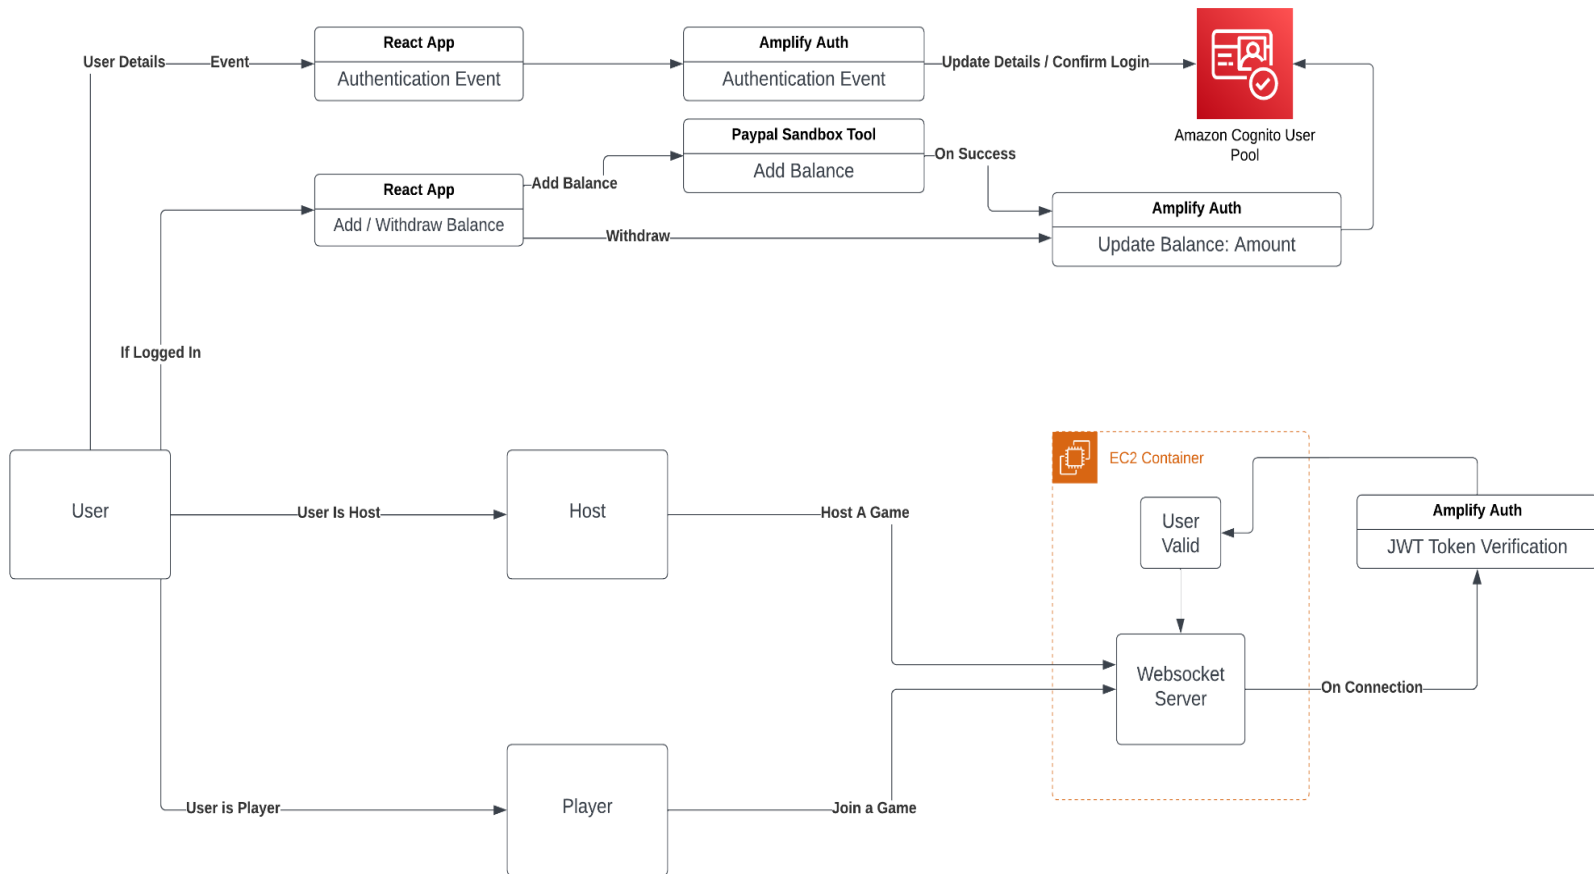 User Details
Event
React App
Authentication Event
Amplify Auth
Authentication Event
Update Details / Confirm Login
Amazon Cognito User
Pool
Paypal Sandbox Tool
Add Balance
On Success
Add Balance
React App
Add / Withdraw Balance
Withdraw
Amplify Auth
Update Balance: Amount
If Logged In
User
User Is Host
Host
Host A Game
EC2 Container
User
Valid
Amplify Auth
JWT Token Verification
Websocket
Server
On Connection
User is Player
Player
Join a Game